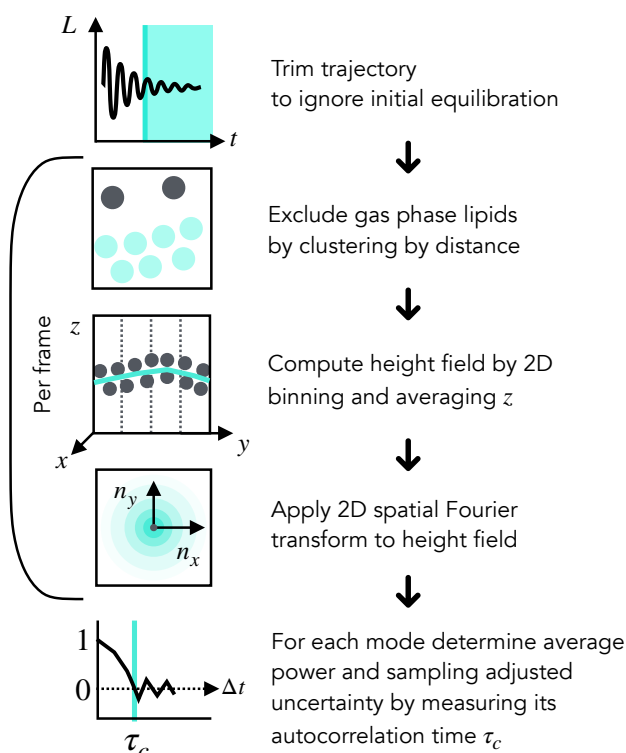 L
t
Trim trajectory
to ignore initial equilibration
Per frame
Exclude gas phase lipids
by clustering by distance
z
x
y
Compute height field by 2D
binning and averaging z
n_y
n_x
Apply 2D spatial Fourier
transform to height field
1
0
Δt
τ_c
For each mode determine average
power and sampling adjusted
uncertainty by measuring its
autocorrelation time τ_c